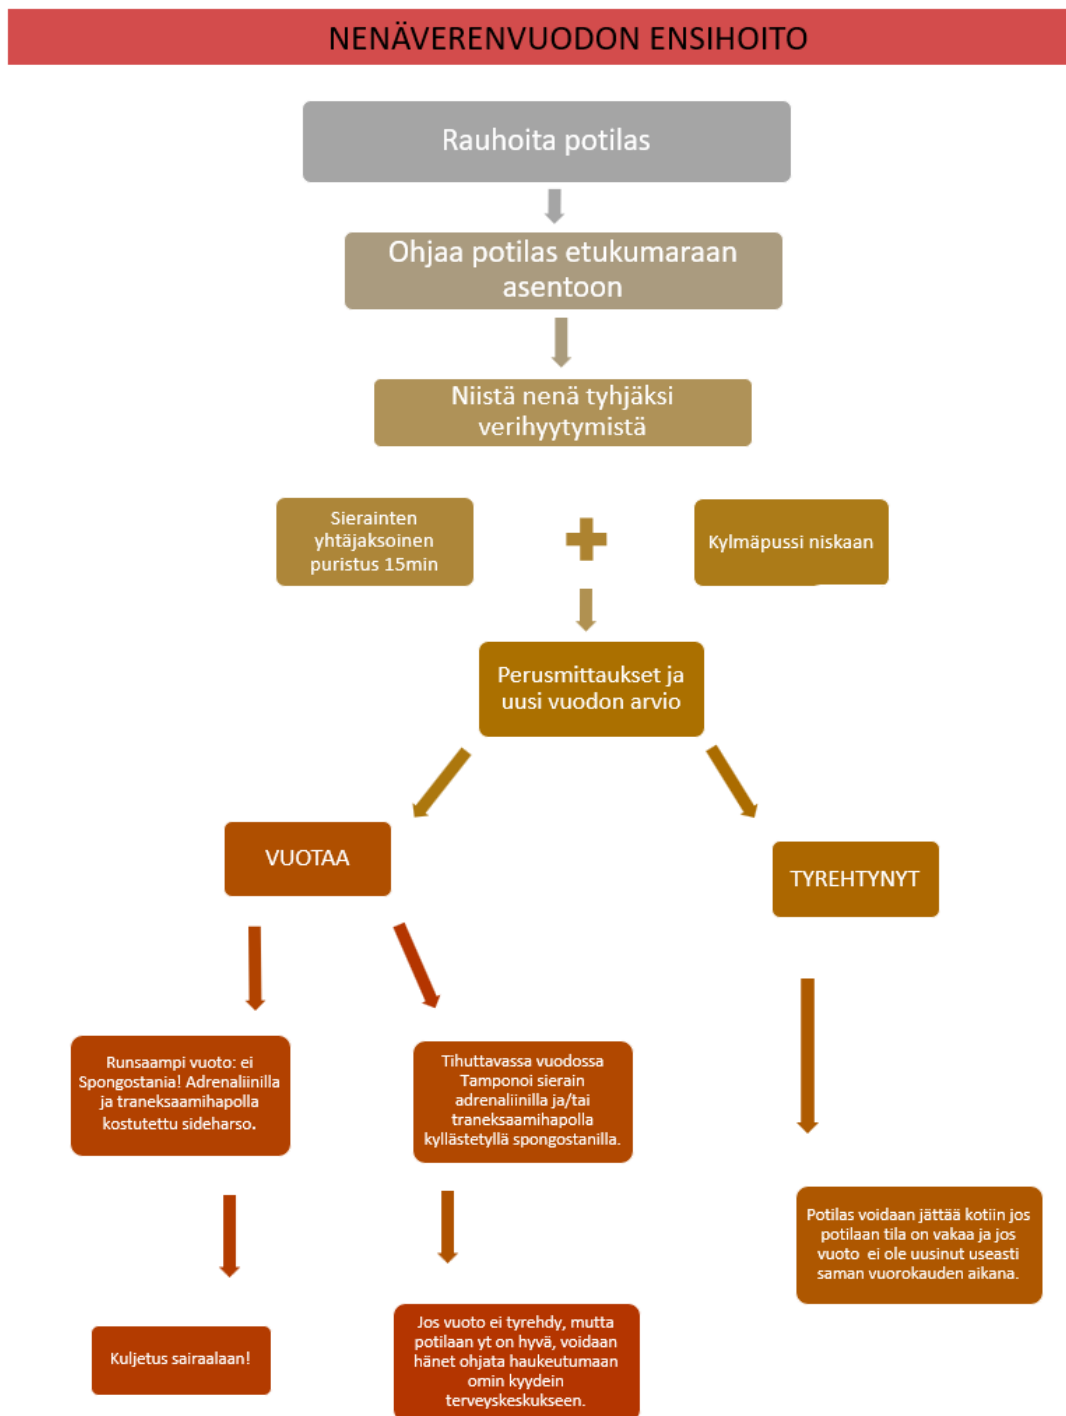 NENÄVERENVUODON ENSIHOITO
Rauhoita potilas
Ohjaa potilas etukumaraan
asentoon
Niistä nenä tyhjäksi
verihyytymistä
Sierainten
yhtäjaksoinen
puristus 15min
Kylmäpussi niskaan
Perusmittaukset ja
uusi vuodon arvio
VUOTAA
TYREHTYNYT
Runsaampi vuoto: ei
Spongostania! Adrenaliinilla
ja traneksaamihapolla
kostutettu sideharso.
Tihuttavassa vuodossa
Tamponoi sierain
adrenaliinilla ja/tai
traneksaamihapolla
kyllästetyllä spongostanilla.
Potilas voidaan jättää kotiin jos
potilaan tila on vakaa ja jos
vuoto ei ole uusinut useasti
saman vuorokauden aikana.
Kuljetus sairaalaan!
Jos vuoto ei tyrehdy, mutta
potilaan yt on hyvä, voidaan
hänet ohjata haukeutumaan
omin kyydein
terveyskeskukseen.